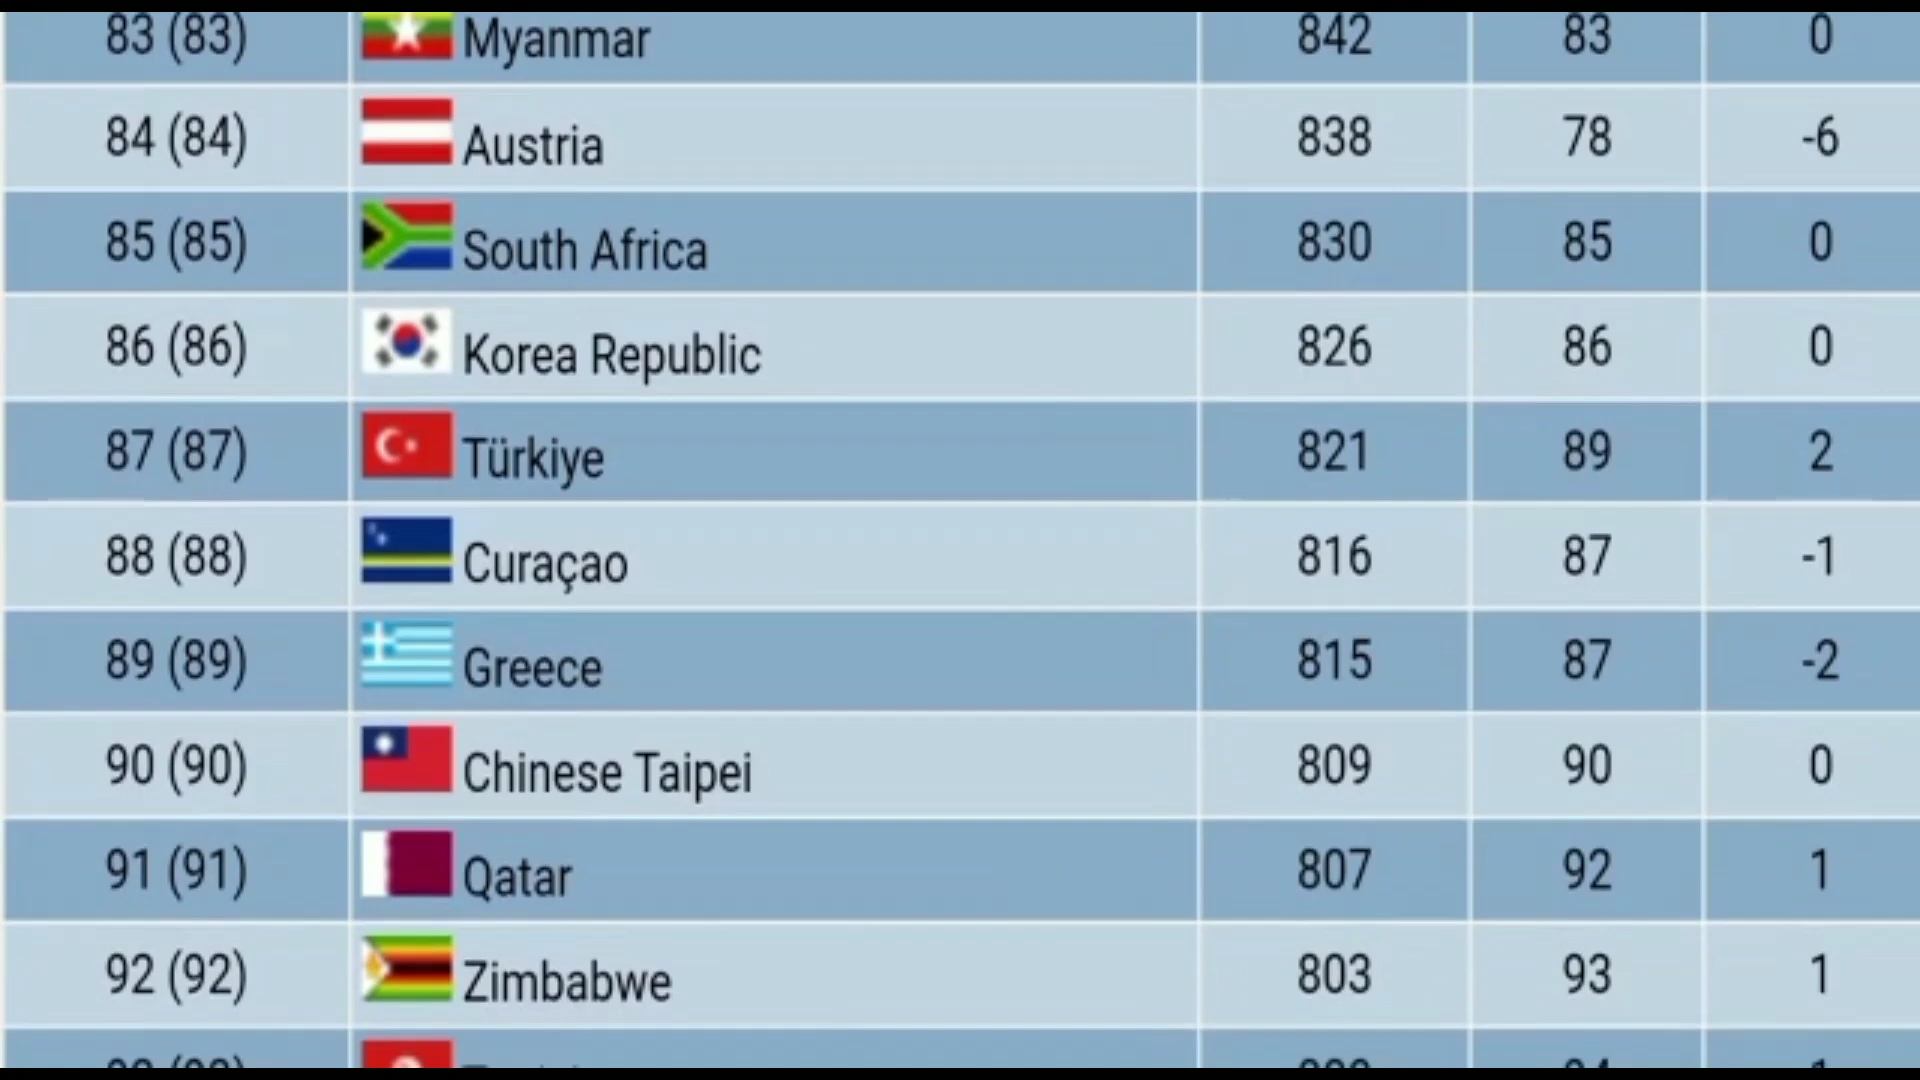 83 (83) Myanmar 842 83 0
84 (84) Austria 838 78 -6
85 (85) South Africa 830 85 0
86 (86) Korea Republic 826 86 0
87 (87) Türkiye 821 89 2
88 (88) Curaçao 816 87 -1
89 (89) Greece 815 87 -2
90 (90) Chinese Taipei 809 90 0
91 (91) Qatar 807 92 1
92 (92) Zimbabwe 803 93 1